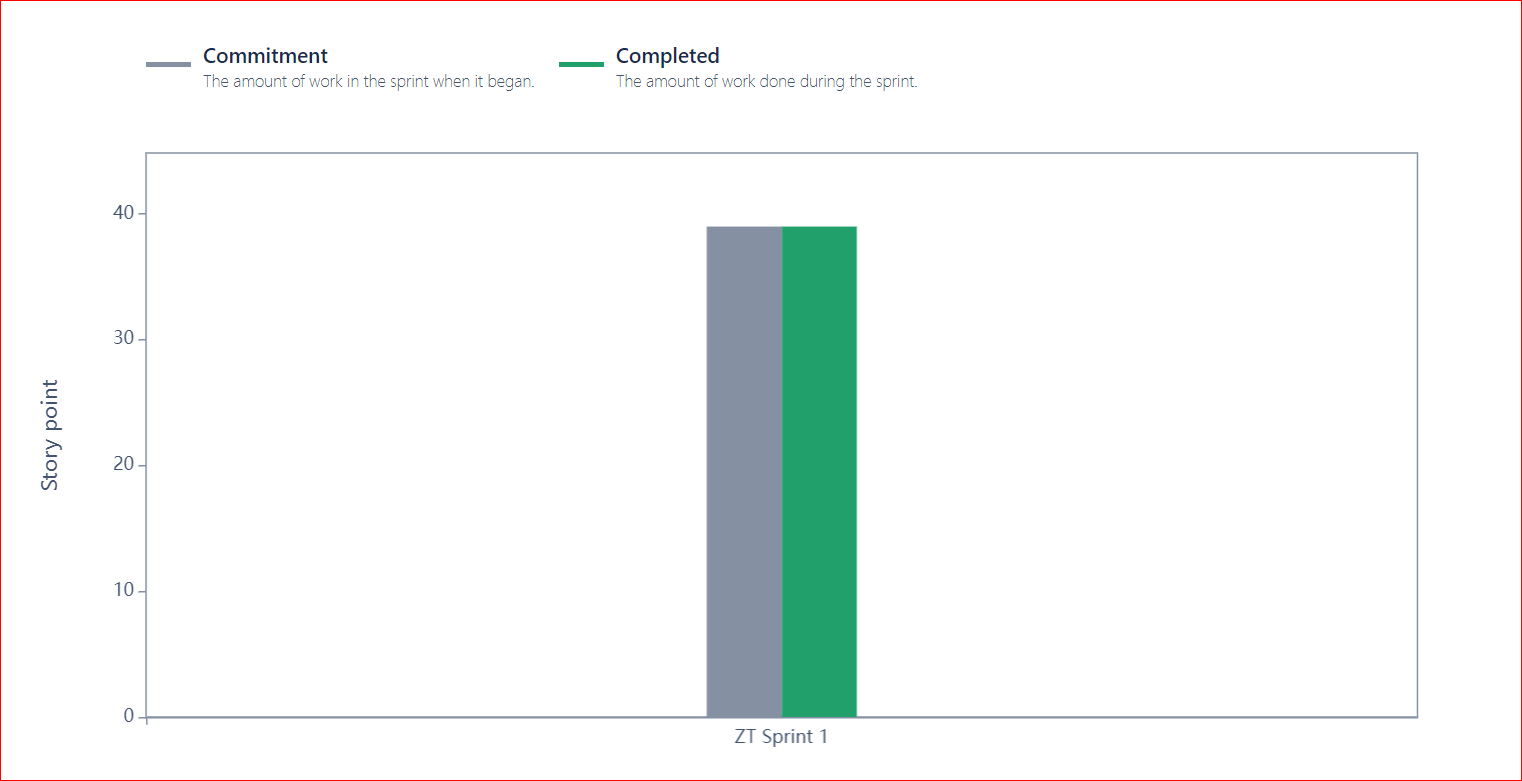 Commitment
The amount of work in the sprint when it began.
Completed
The amount of work done during the sprint.
40
30
20
10
0
Story point
ZT Sprint 1